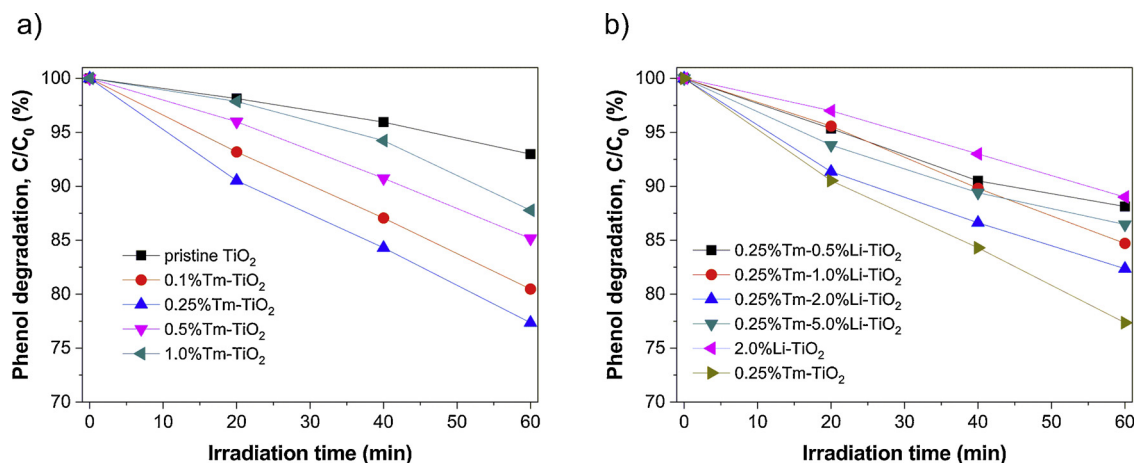 a)
Phenol degradation, C/C₀ (%)
100
95
90
85
80
75
70
pristine TiO₂
0.1%Tm-TiO₂
0.25%Tm-TiO₂
0.5%Tm-TiO₂
1.0%Tm-TiO₂
0 10 20 30 40 50 60
Irradiation time (min)
b)
Phenol degradation, C/C₀ (%)
100
95
90
85
80
75
70
0.25%Tm-0.5%Li-TiO₂
0.25%Tm-1.0%Li-TiO₂
0.25%Tm-2.0%Li-TiO₂
0.25%Tm-5.0%Li-TiO₂
2.0%Li-TiO₂
0.25%Tm-TiO₂
0 10 20 30 40 50 60
Irradiation time (min)